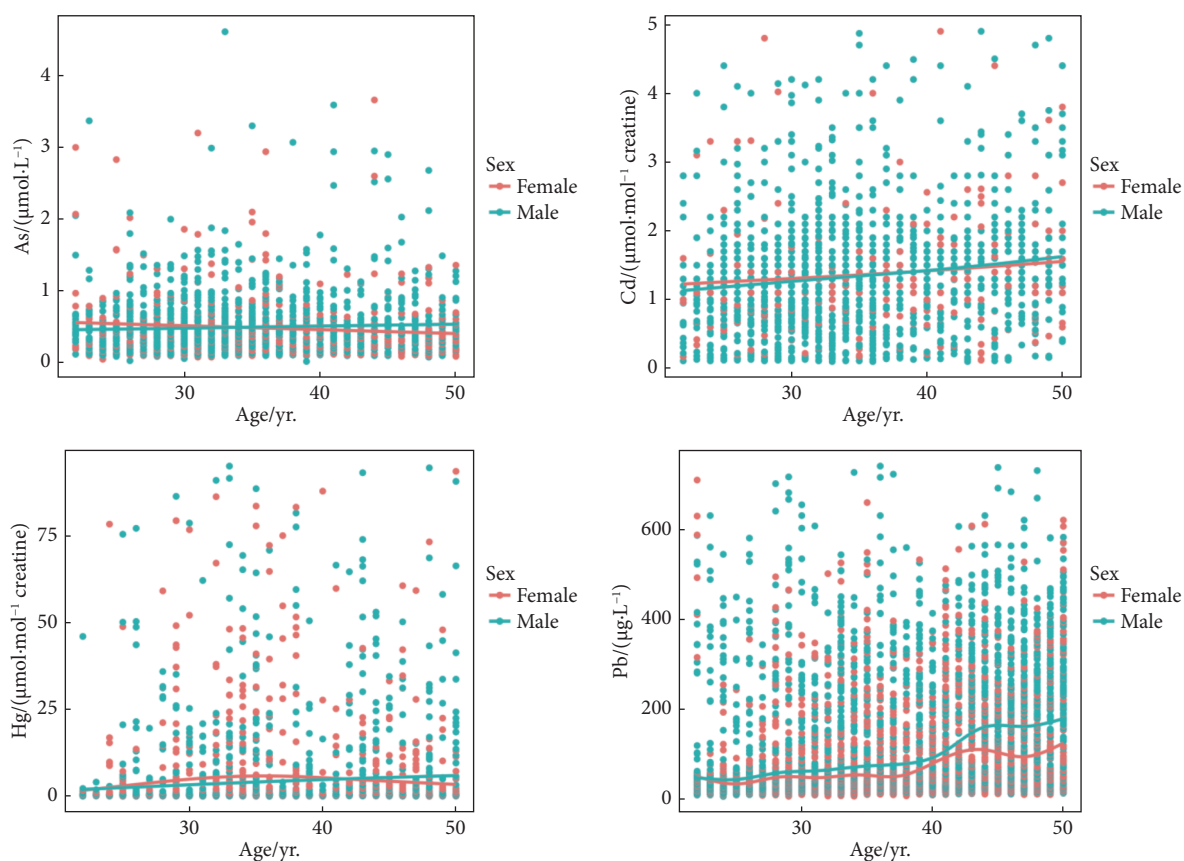 As/(μmol·L⁻¹)
4
3
2
1
0
30
40
50
Age/yr.
Sex
Female
Male
Cd/(μmol·mol⁻¹ creatine)
5
4
3
2
1
0
30
40
50
Age/yr.
Sex
Female
Male
Hg/(μmol·mol⁻¹ creatine)
75
50
25
0
30
40
50
Age/yr.
Sex
Female
Male
Pb/(μg·L⁻¹)
600
400
200
0
30
40
50
Age/yr.
Sex
Female
Male